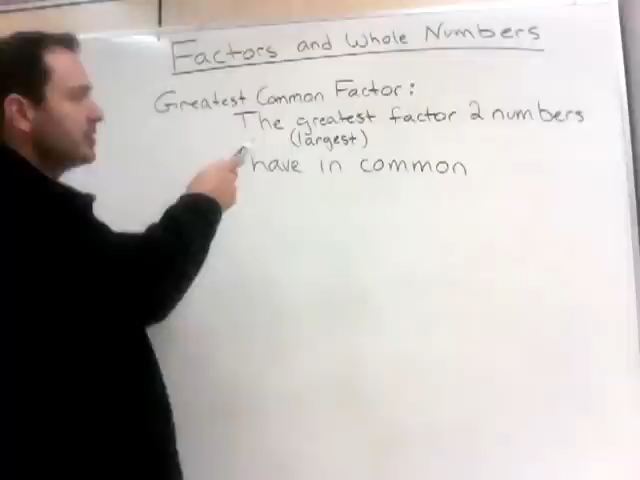 Factors and Whole Numbers
Greatest Common Factor:
The greatest factor 2 numbers
(largest)
have in common